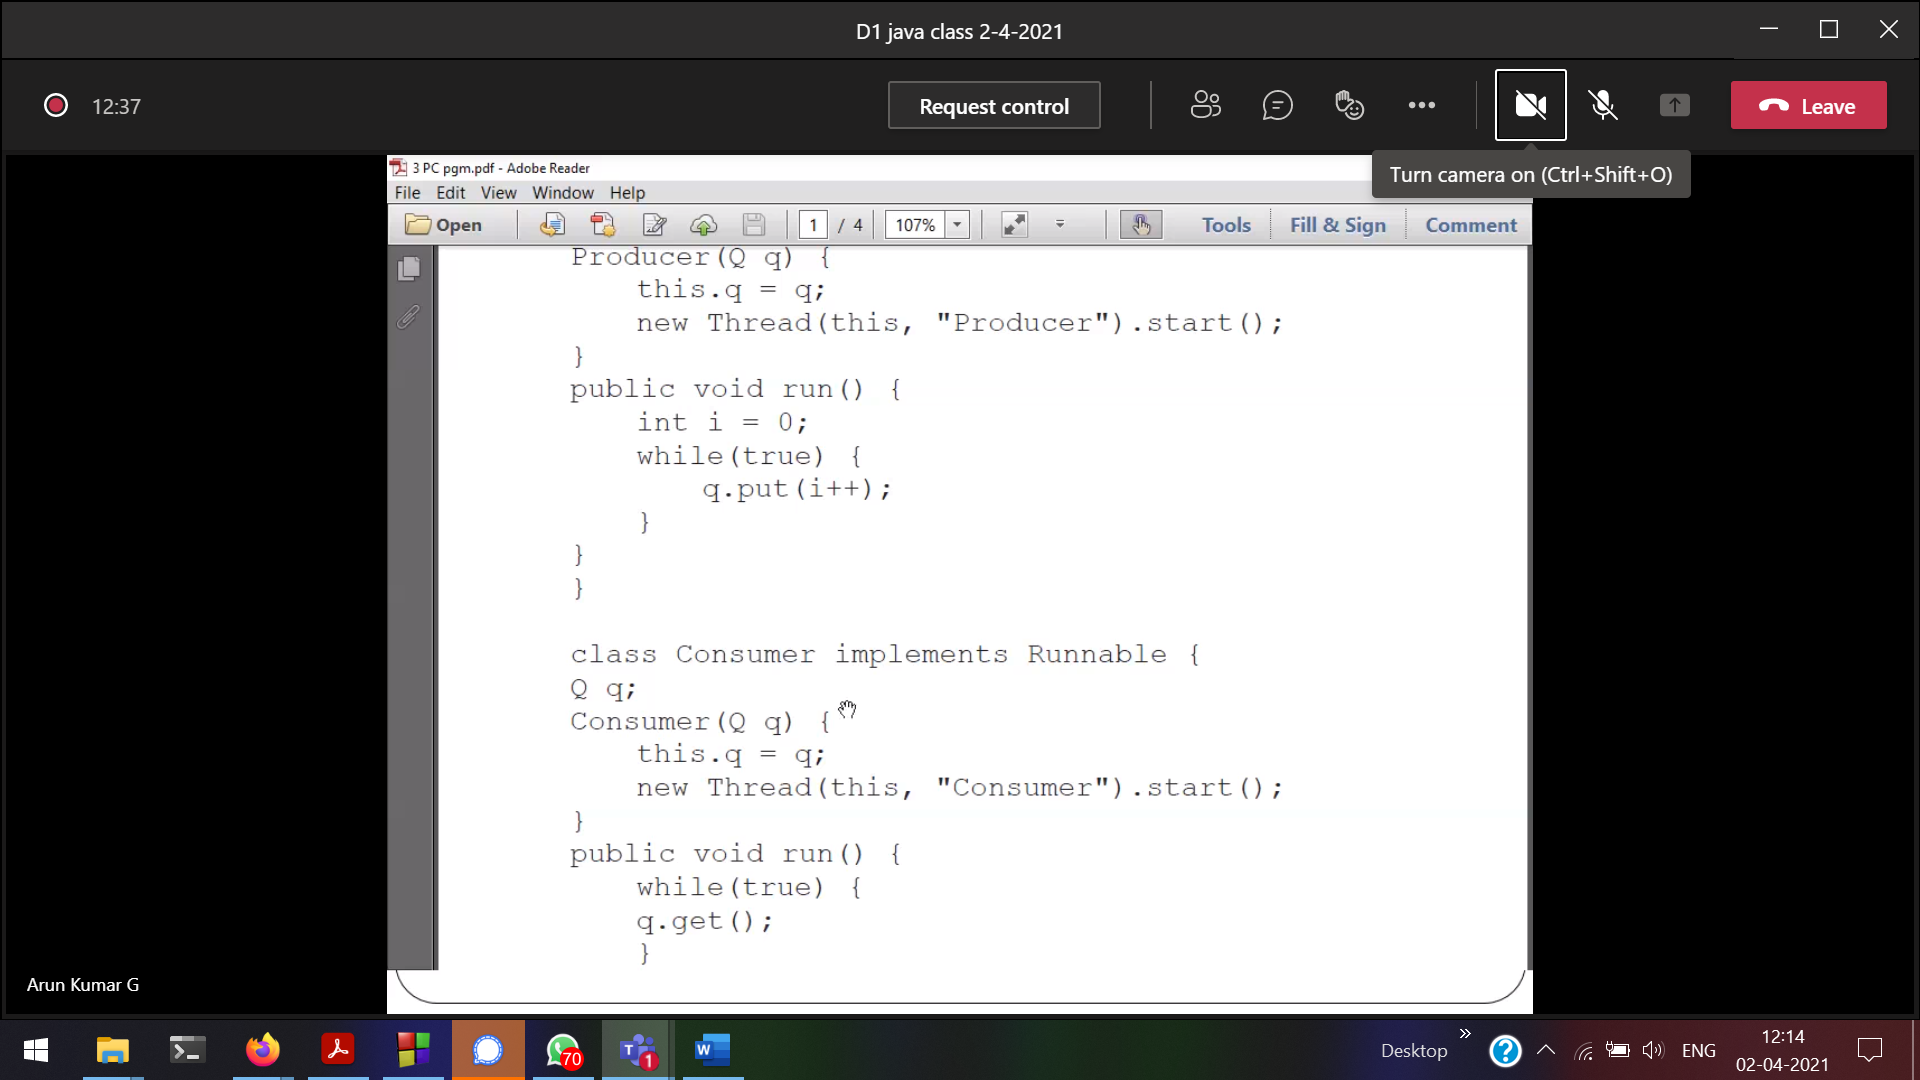 D1 java class 2-4-2021
12:37
Request control
Leave
Turn camera on (Ctrl+Shift+O)
3 PC pgm.pdf - Adobe Reader
File Edit View Window Help
Open 1 / 4 107% Tools Fill & Sign Comment
Producer(Q q) {
this.q = q;
new Thread(this, "Producer").start();
}
public void run() {
int i = 0;
while(true) {
q.put(i++);
}
}
}
class Consumer implements Runnable {
Q q;
Consumer(Q q) {
this.q = q;
new Thread(this, "Consumer").start();
}
public void run() {
while(true) {
q.get();
}
Arun Kumar G
70
1
Desktop
ENG
12:14
02-04-2021